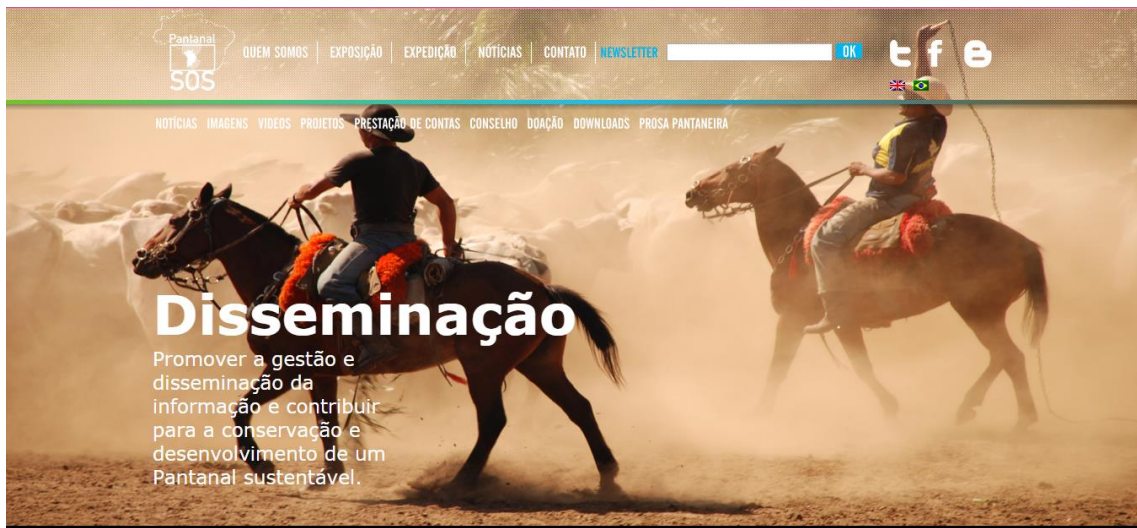 Pantanal
SOS
QUEM SOMOS EXPOSIÇÃO EXPEDIÇÃO NOTÍCIAS CONTATO NEWSLETTER OK
NOTÍCIAS IMAGENS VIDEOS PROJETOS PRESTAÇÃO DE CONTAS CONSELHO DOAÇÃO DOWNLOADS PROSA PANTANEIRA
Disseminação
Promover a gestão e
disseminação da
informação e contribuir
para a conservação e
desenvolvimento de um
Pantanal sustentável.